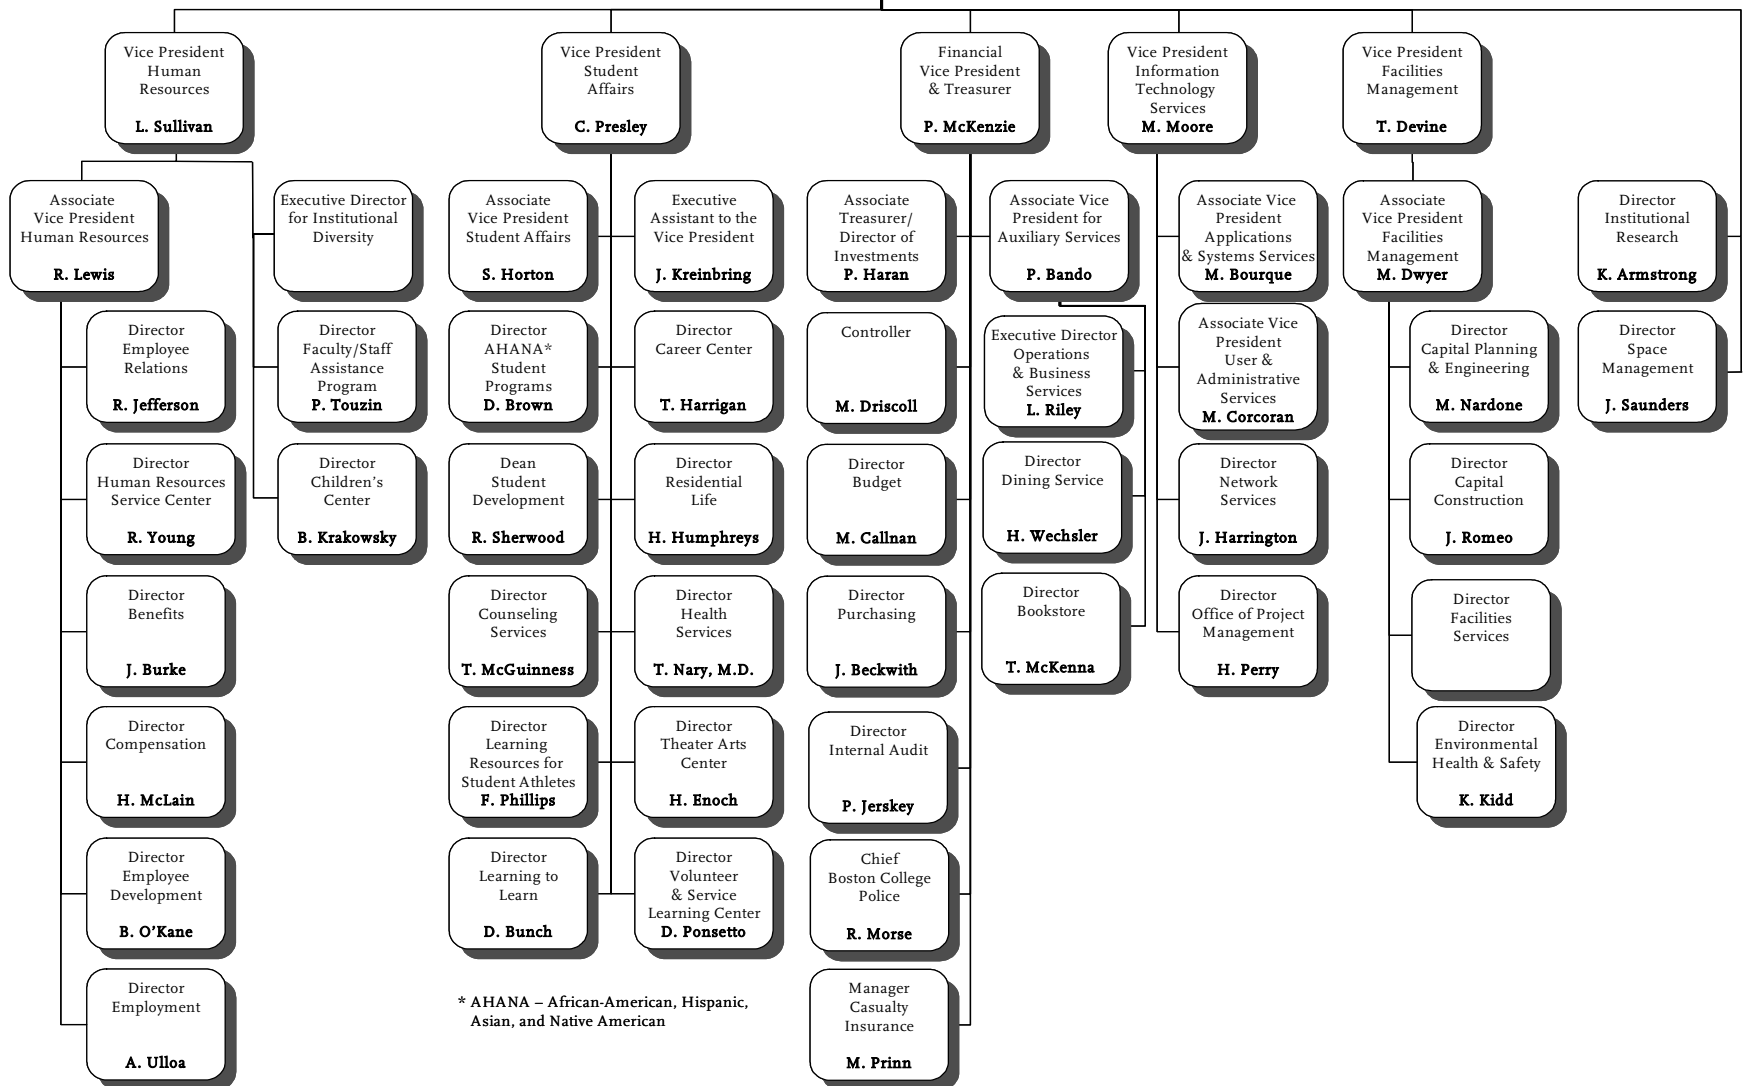 Vice President
Human
Resources
L. Sullivan
Vice President
Student
Affairs
C. Presley
Financial
Vice President
& Treasurer
P. McKenzie
Vice President
Information
Technology
Services
M. Moore
Vice President
Facilities
Management
T. Devine
Associate
Vice President
Human Resources
R. Lewis
Executive Director
for Institutional
Diversity
Associate
Vice President
Student Affairs
S. Horton
Executive
Assistant to the
Vice President
J. Kreinbring
Associate
Treasurer/
Director of
Investments
P. Haran
Associate Vice
President for
Auxiliary Services
P. Bando
Associate Vice
President
Applications
& Systems Services
M. Bourque
Associate
Vice President
Facilities
Management
M. Dwyer
Director
Institutional
Research
K. Armstrong
Director
Employee
Relations
R. Jefferson
Director
Faculty/Staff
Assistance
Program
P. Touzin
Director
AHANA*
Student
Programs
D. Brown
Director
Career Center
T. Harrigan
Controller
M. Driscoll
Executive Director
Operations
& Business
Services
L. Riley
Associate Vice
President
User &
Administrative
Services
M. Corcoran
Director
Capital Planning
& Engineering
M. Nardone
Director
Space
Management
J. Saunders
Director
Human Resources
Service Center
R. Young
Director
Children's
Center
B. Krakowsky
Dean
Student
Development
R. Sherwood
Director
Residential
Life
H. Humphreys
Director
Budget
M. Callnan
Director
Dining Service
H. Wechsler
Director
Network
Services
J. Harrington
Director
Capital
Construction
J. Romeo
Director
Benefits
J. Burke
Director
Counseling
Services
T. McGuinness
Director
Health
Services
T. Nary, M.D.
Director
Purchasing
J. Beckwith
Director
Bookstore
T. McKenna
Director
Office of Project
Management
H. Perry
Director
Facilities
Services
Director
Compensation
H. McLain
Director
Learning
Resources for
Student Athletes
F. Phillips
Director
Theater Arts
Center
H. Enoch
Director
Internal Audit
P. Jerskey
Director
Environmental
Health & Safety
K. Kidd
Director
Employee
Development
B. O'Kane
Director
Learning to
Learn
D. Bunch
Director
Volunteer
& Service
Learning Center
D. Ponsetto
Chief
Boston College
Police
R. Morse
Director
Employment
A. Ulloa
* AHANA – African-American, Hispanic,
Asian, and Native American
Manager
Casualty
Insurance
M. Prinn